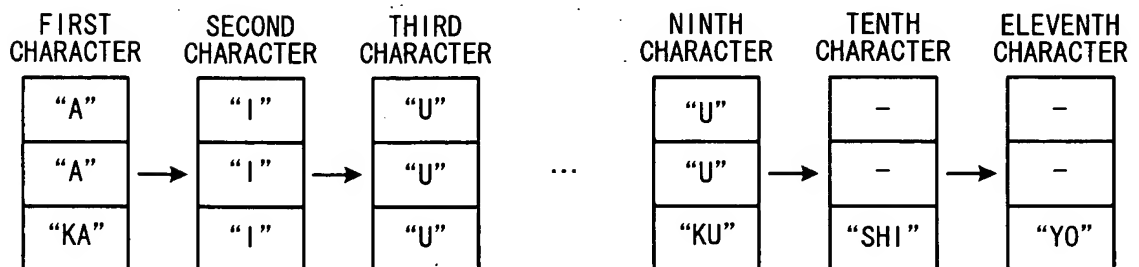 FIRST CHARACTER SECOND CHARACTER THIRD CHARACTER NINTH CHARACTER TENTH CHARACTER ELEVENTH CHARACTER
“A” “I” “U” “U” – –
“A” “I” “U” ... “U” – –
“KA” “I” “U” “KU” “SHI” “YO”